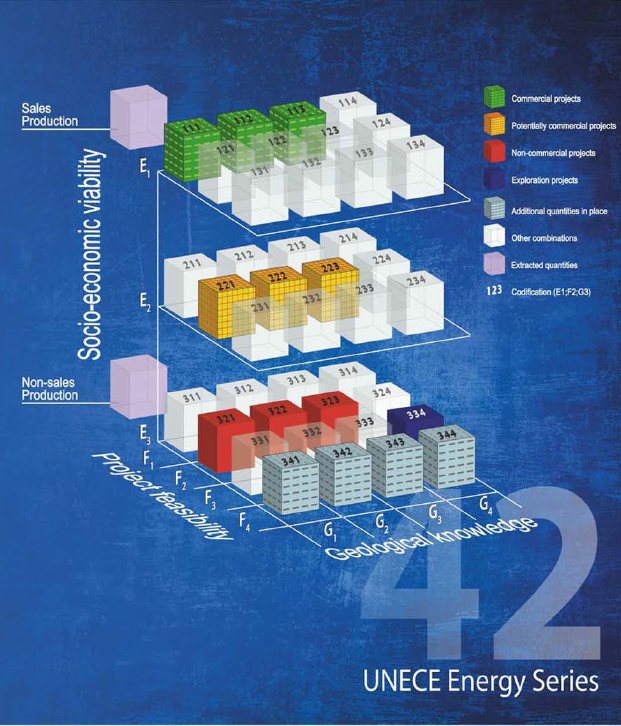 Sales
Production
Socio-economic viability
E1
111
112
113
114
121
122
123
124
131
132
133
134
Commercial projects
Potentially commercial projects
Non-commercial projects
Exploration projects
Additional quantities in place
Other combinations
Extracted quantities
123 Codification (E1;F2;G3)
E2
211
212
213
214
221
222
223
224
231
232
233
234
Non-sales
Production
E3
311
312
313
314
321
322
323
324
331
332
333
334
341
342
343
344
F1
F2
F3
F4
Project feasibility
G1
G2
G3
G4
Geological knowledge
42
UNECE Energy Series